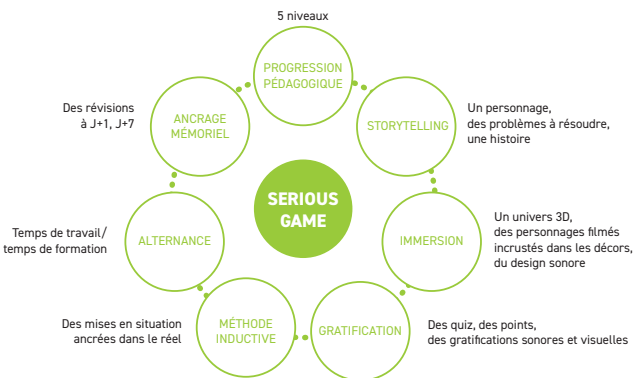 5 niveaux
PROGRESSION
PÉDAGOGIQUE
STORYTELLING
Un personnage,
des problèmes à résoudre,
une histoire
IMMERSION
Un univers 3D,
des personnages filmés
incrustés dans les décors,
du design sonore
GRATIFICATION
Des quiz, des points,
des gratifications sonores et visuelles
MÉTHODE
INDUCTIVE
Des mises en situation
ancrées dans le réel
ALTERNANCE
Temps de travail/
temps de formation
ANCRAGE
MÉMORIEL
Des révisions
à J+1, J+7
SERIOUS
GAME